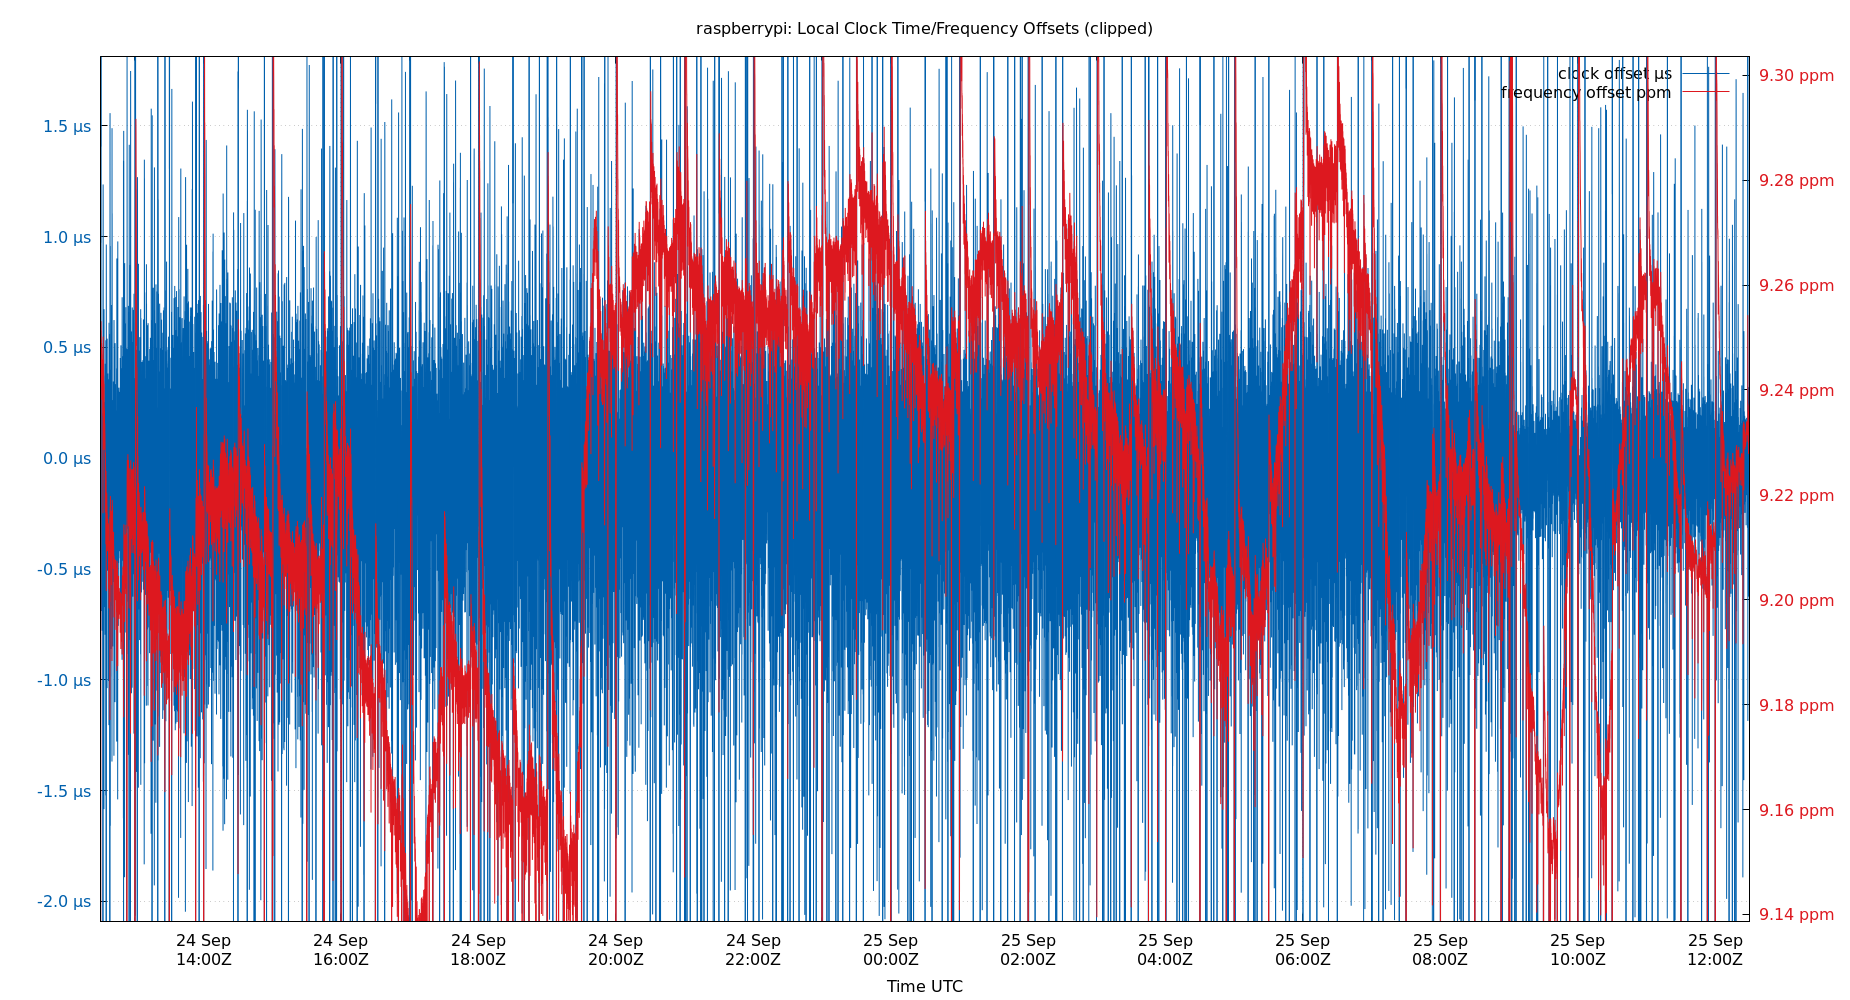 raspberrypi: Local Clock Time/Frequency Offsets (clipped)
clock offset µs
frequency offset ppm
1.5 µs
1.0 µs
0.5 µs
0.0 µs
-0.5 µs
-1.0 µs
-1.5 µs
-2.0 µs
9.30 ppm
9.28 ppm
9.26 ppm
9.24 ppm
9.22 ppm
9.20 ppm
9.18 ppm
9.16 ppm
9.14 ppm
24 Sep
14:00Z
24 Sep
16:00Z
24 Sep
18:00Z
24 Sep
20:00Z
24 Sep
22:00Z
25 Sep
00:00Z
25 Sep
02:00Z
25 Sep
04:00Z
25 Sep
06:00Z
25 Sep
08:00Z
25 Sep
10:00Z
25 Sep
12:00Z
Time UTC